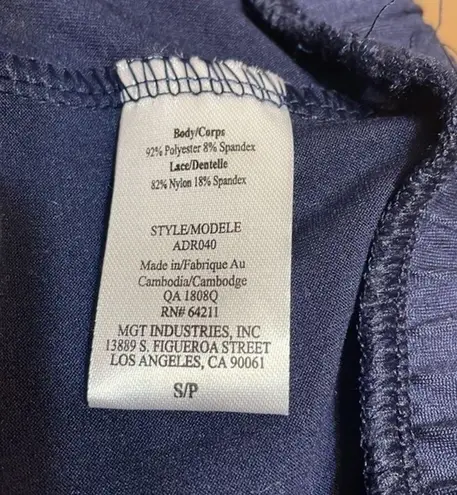 Body/Corps
92% Polyester 8% Spandex
Lace/Dentelle
82% Nylon 18% Spandex
STYLE/MODELE
ADR040
Made in/Fabrique Au
Cambodia/Cambodge
QA 1808Q
RN# 64211
MGT INDUSTRIES, INC
13889 S. FIGUEROA STREET
LOS ANGELES, CA 90061
S/P